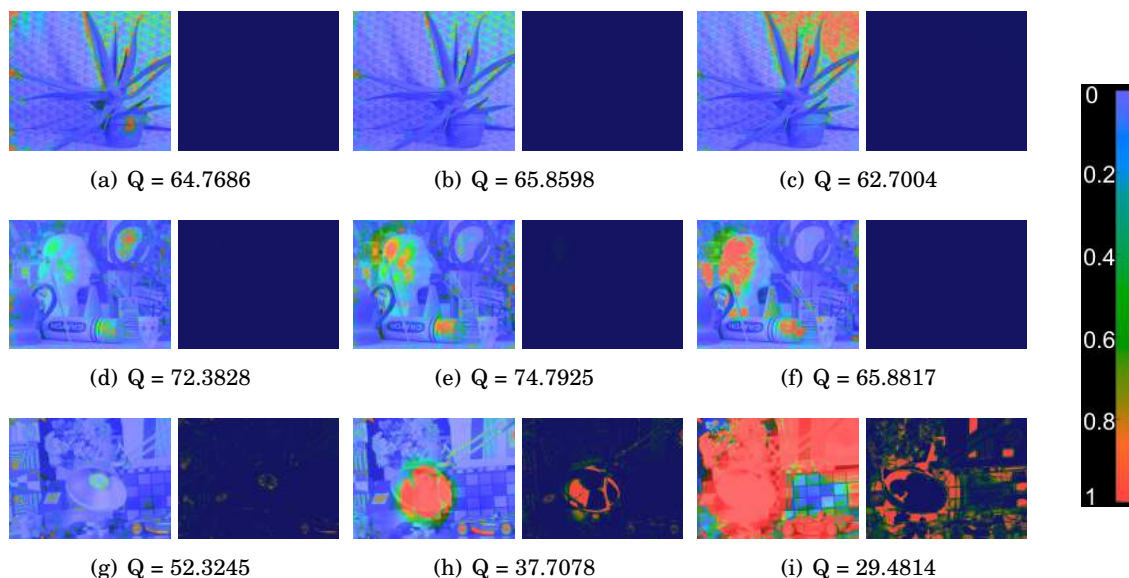 (a) Q = 64.7686
(b) Q = 65.8598
(c) Q = 62.7004
(d) Q = 72.3828
(e) Q = 74.7925
(f) Q = 65.8817
(g) Q = 52.3245
(h) Q = 37.7078
(i) Q = 29.4814
0
0.2
0.4
0.6
0.8
1